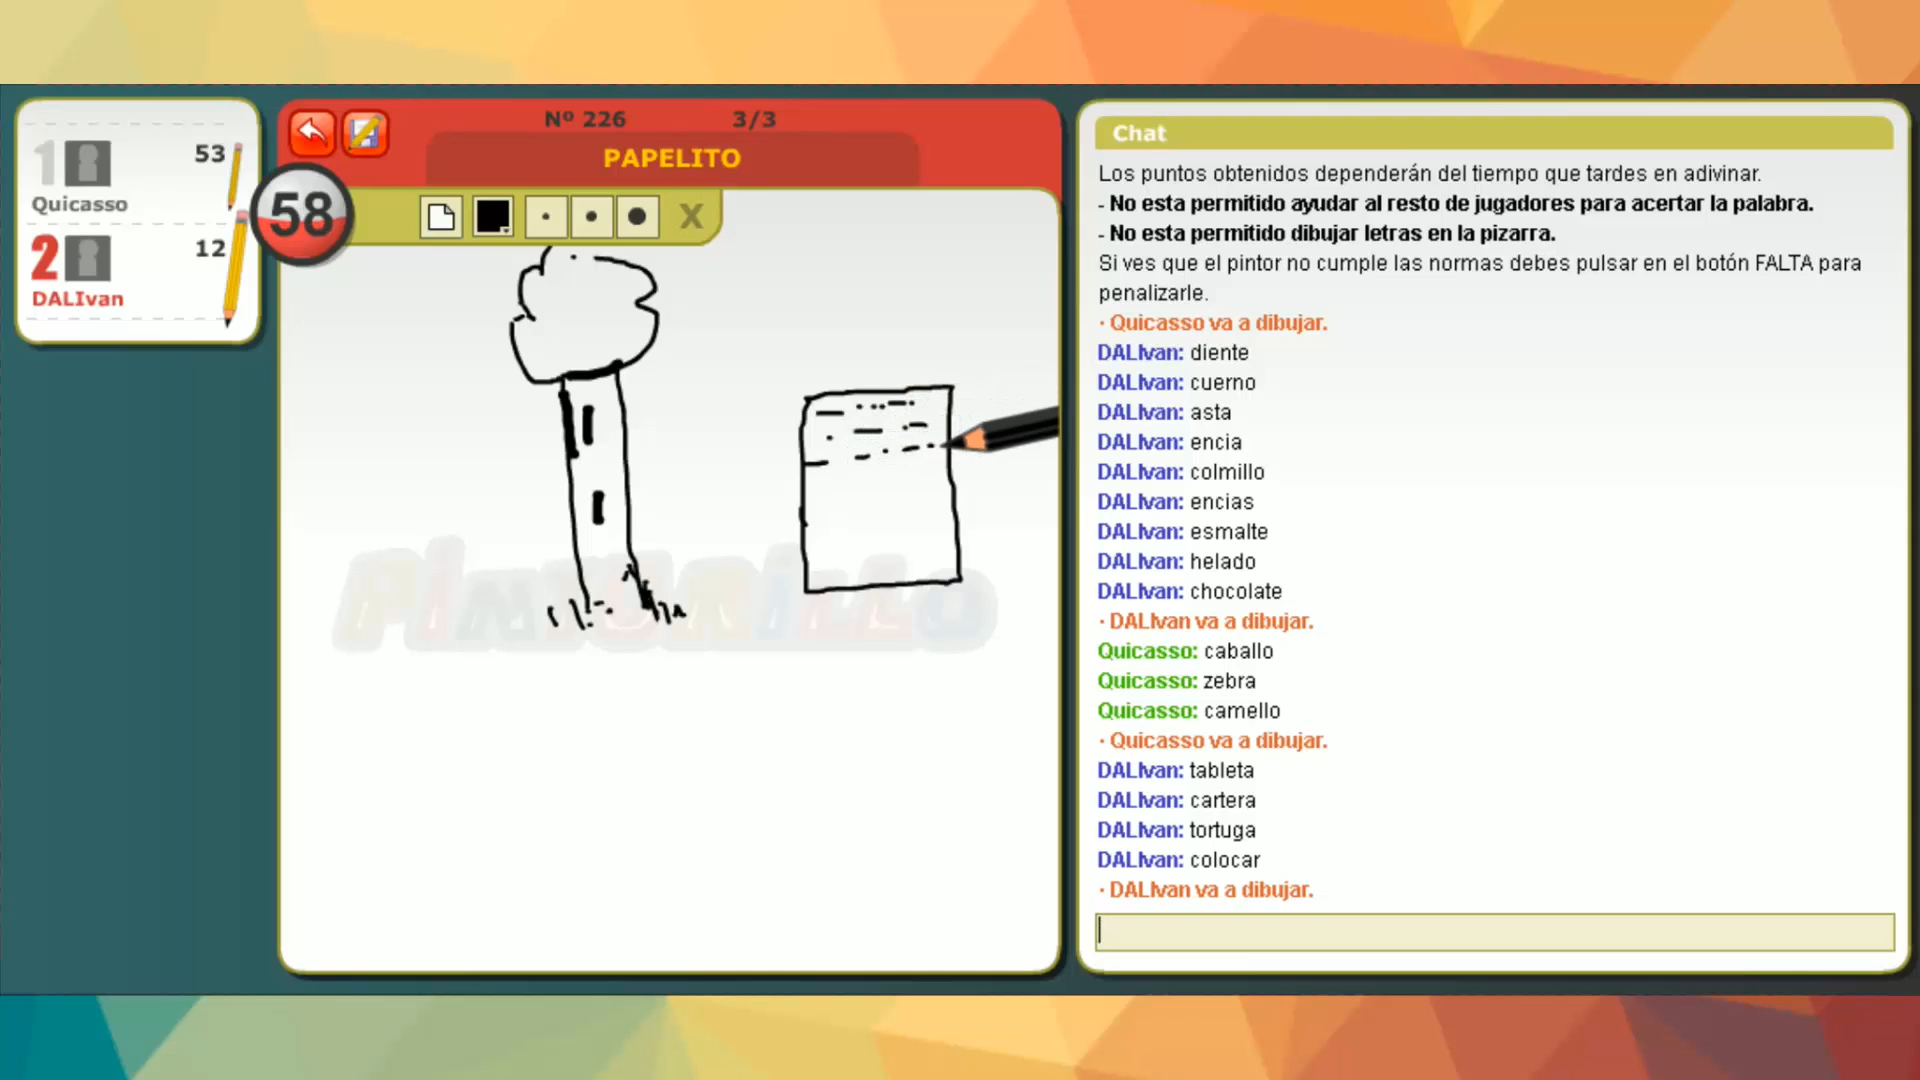 1
53
Quicasso
2
12
DALIvan
Nº 226
3/3
PAPELITO
58
X
PINTURILLO
Chat
Los puntos obtenidos dependerán del tiempo que tardes en adivinar.
- No esta permitido ayudar al resto de jugadores para acertar la palabra.
- No esta permitido dibujar letras en la pizarra.
Si ves que el pintor no cumple las normas debes pulsar en el botón FALTA para
penalizarle.
· Quicasso va a dibujar.
DALIvan: diente
DALIvan: cuerno
DALIvan: asta
DALIvan: encia
DALIvan: colmillo
DALIvan: encias
DALIvan: esmalte
DALIvan: helado
DALIvan: chocolate
· DALIvan va a dibujar.
Quicasso: caballo
Quicasso: zebra
Quicasso: camello
· Quicasso va a dibujar.
DALIvan: tableta
DALIvan: cartera
DALIvan: tortuga
DALIvan: colocar
· DALIvan va a dibujar.